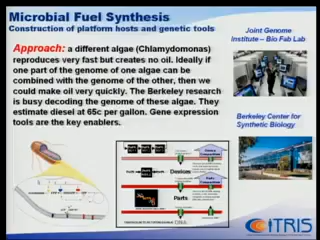 Microbial Fuel Synthesis
Construction of platform hosts and genetic tools
Approach: a different algae (Chlamydomonas)
reproduces very fast but creates no oil. Ideally if
one part of the genome of one algae can be
combined with the genome of the other, then we
could make oil very quickly. The Berkeley research
is busy decoding the genome of these algae. They
estimate diesel at 65c per gallon. Gene expression
tools are the key enablers.
Joint Genome
Institute – Bio Fab Lab
Berkeley Center for
Synthetic Biology
Devices
Parts
DNA
CITRIS